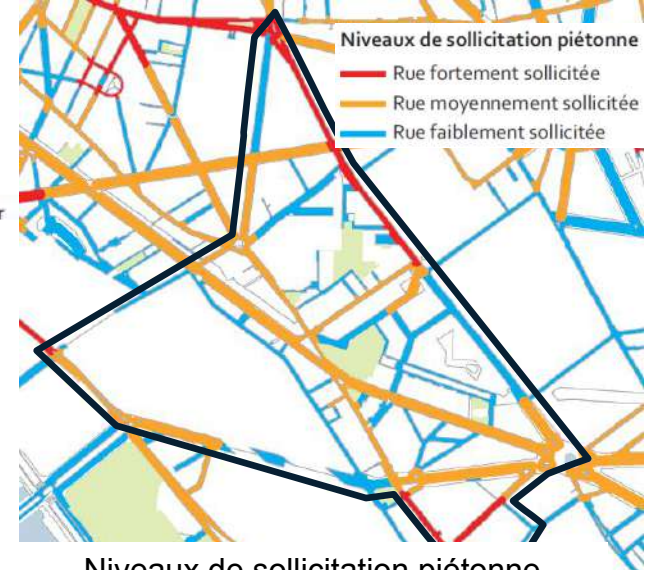 Niveaux de sollicitation piétonne
Rue fortement sollicitée
Rue moyennement sollicitée
Rue faiblement sollicitée
r
Niveaux de sollicitation piétonne